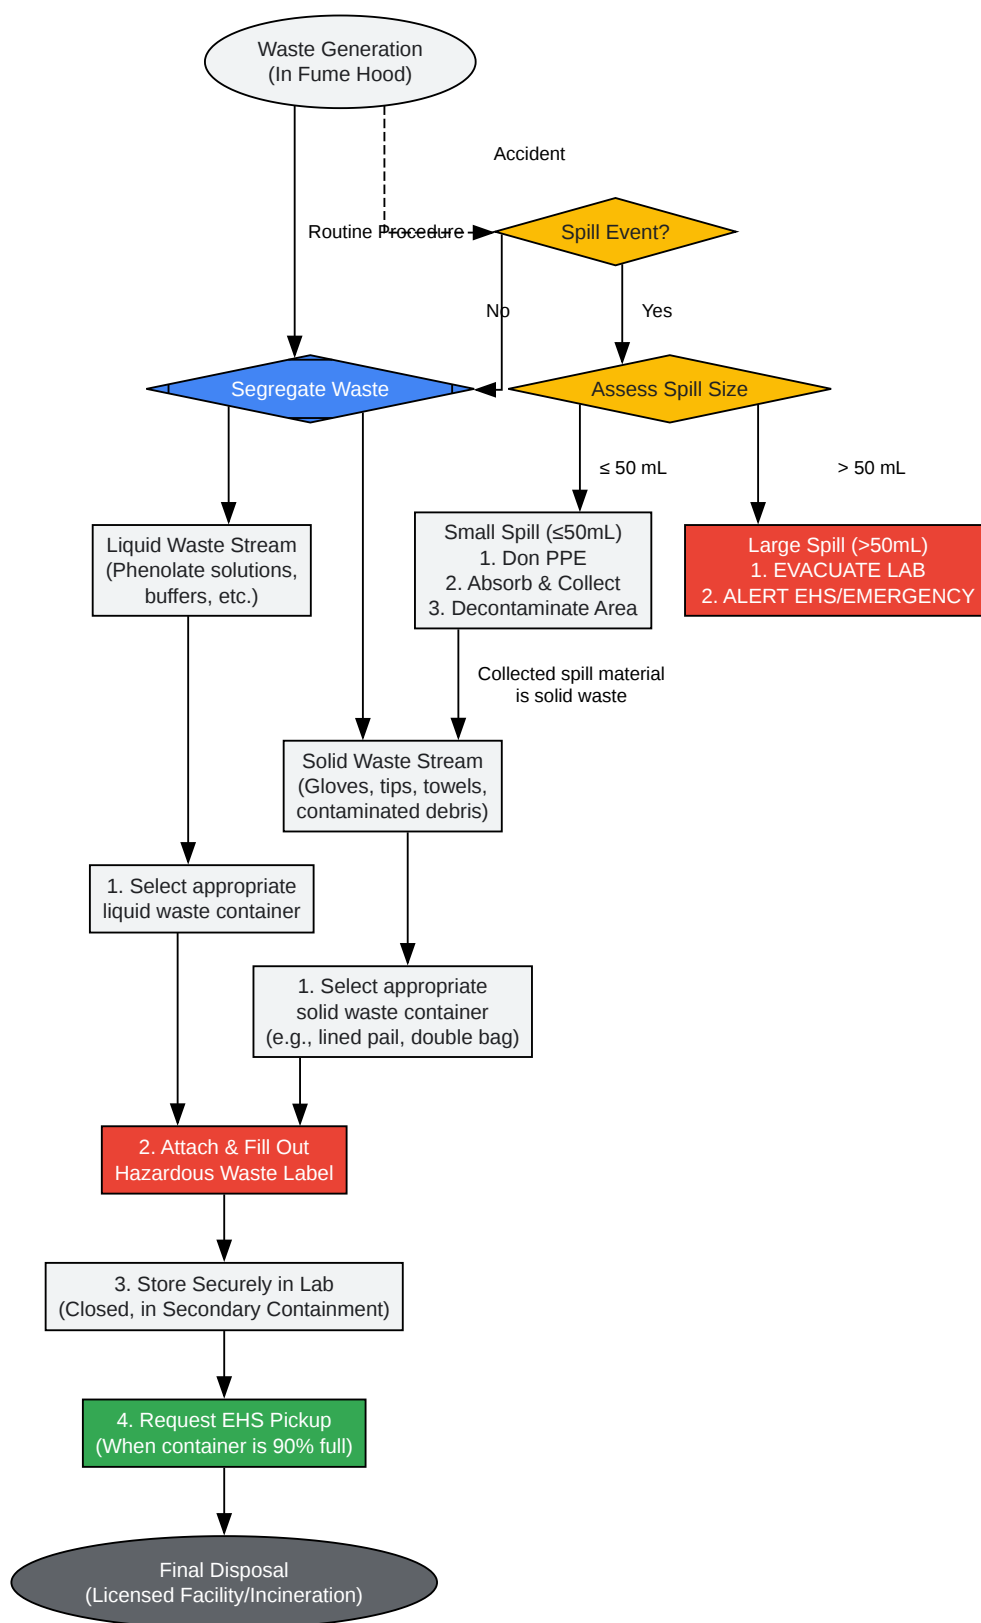 Waste Generation
(In Fume Hood)
Accident
Routine Procedure
Spill Event?
No
Yes
Segregate Waste
Assess Spill Size
≤ 50 mL
> 50 mL
Liquid Waste Stream
(Phenolate solutions,
buffers, etc.)
Small Spill (≤50mL)
1. Don PPE
2. Absorb & Collect
3. Decontaminate Area
Large Spill (>50mL)
1. EVACUATE LAB
2. ALERT EHS/EMERGENCY
Collected spill material
is solid waste
Solid Waste Stream
(Gloves, tips, towels,
contaminated debris)
1. Select appropriate
liquid waste container
1. Select appropriate
solid waste container
(e.g., lined pail, double bag)
2. Attach & Fill Out
Hazardous Waste Label
3. Store Securely in Lab
(Closed, in Secondary Containment)
4. Request EHS Pickup
(When container is 90% full)
Final Disposal
(Licensed Facility/Incineration)